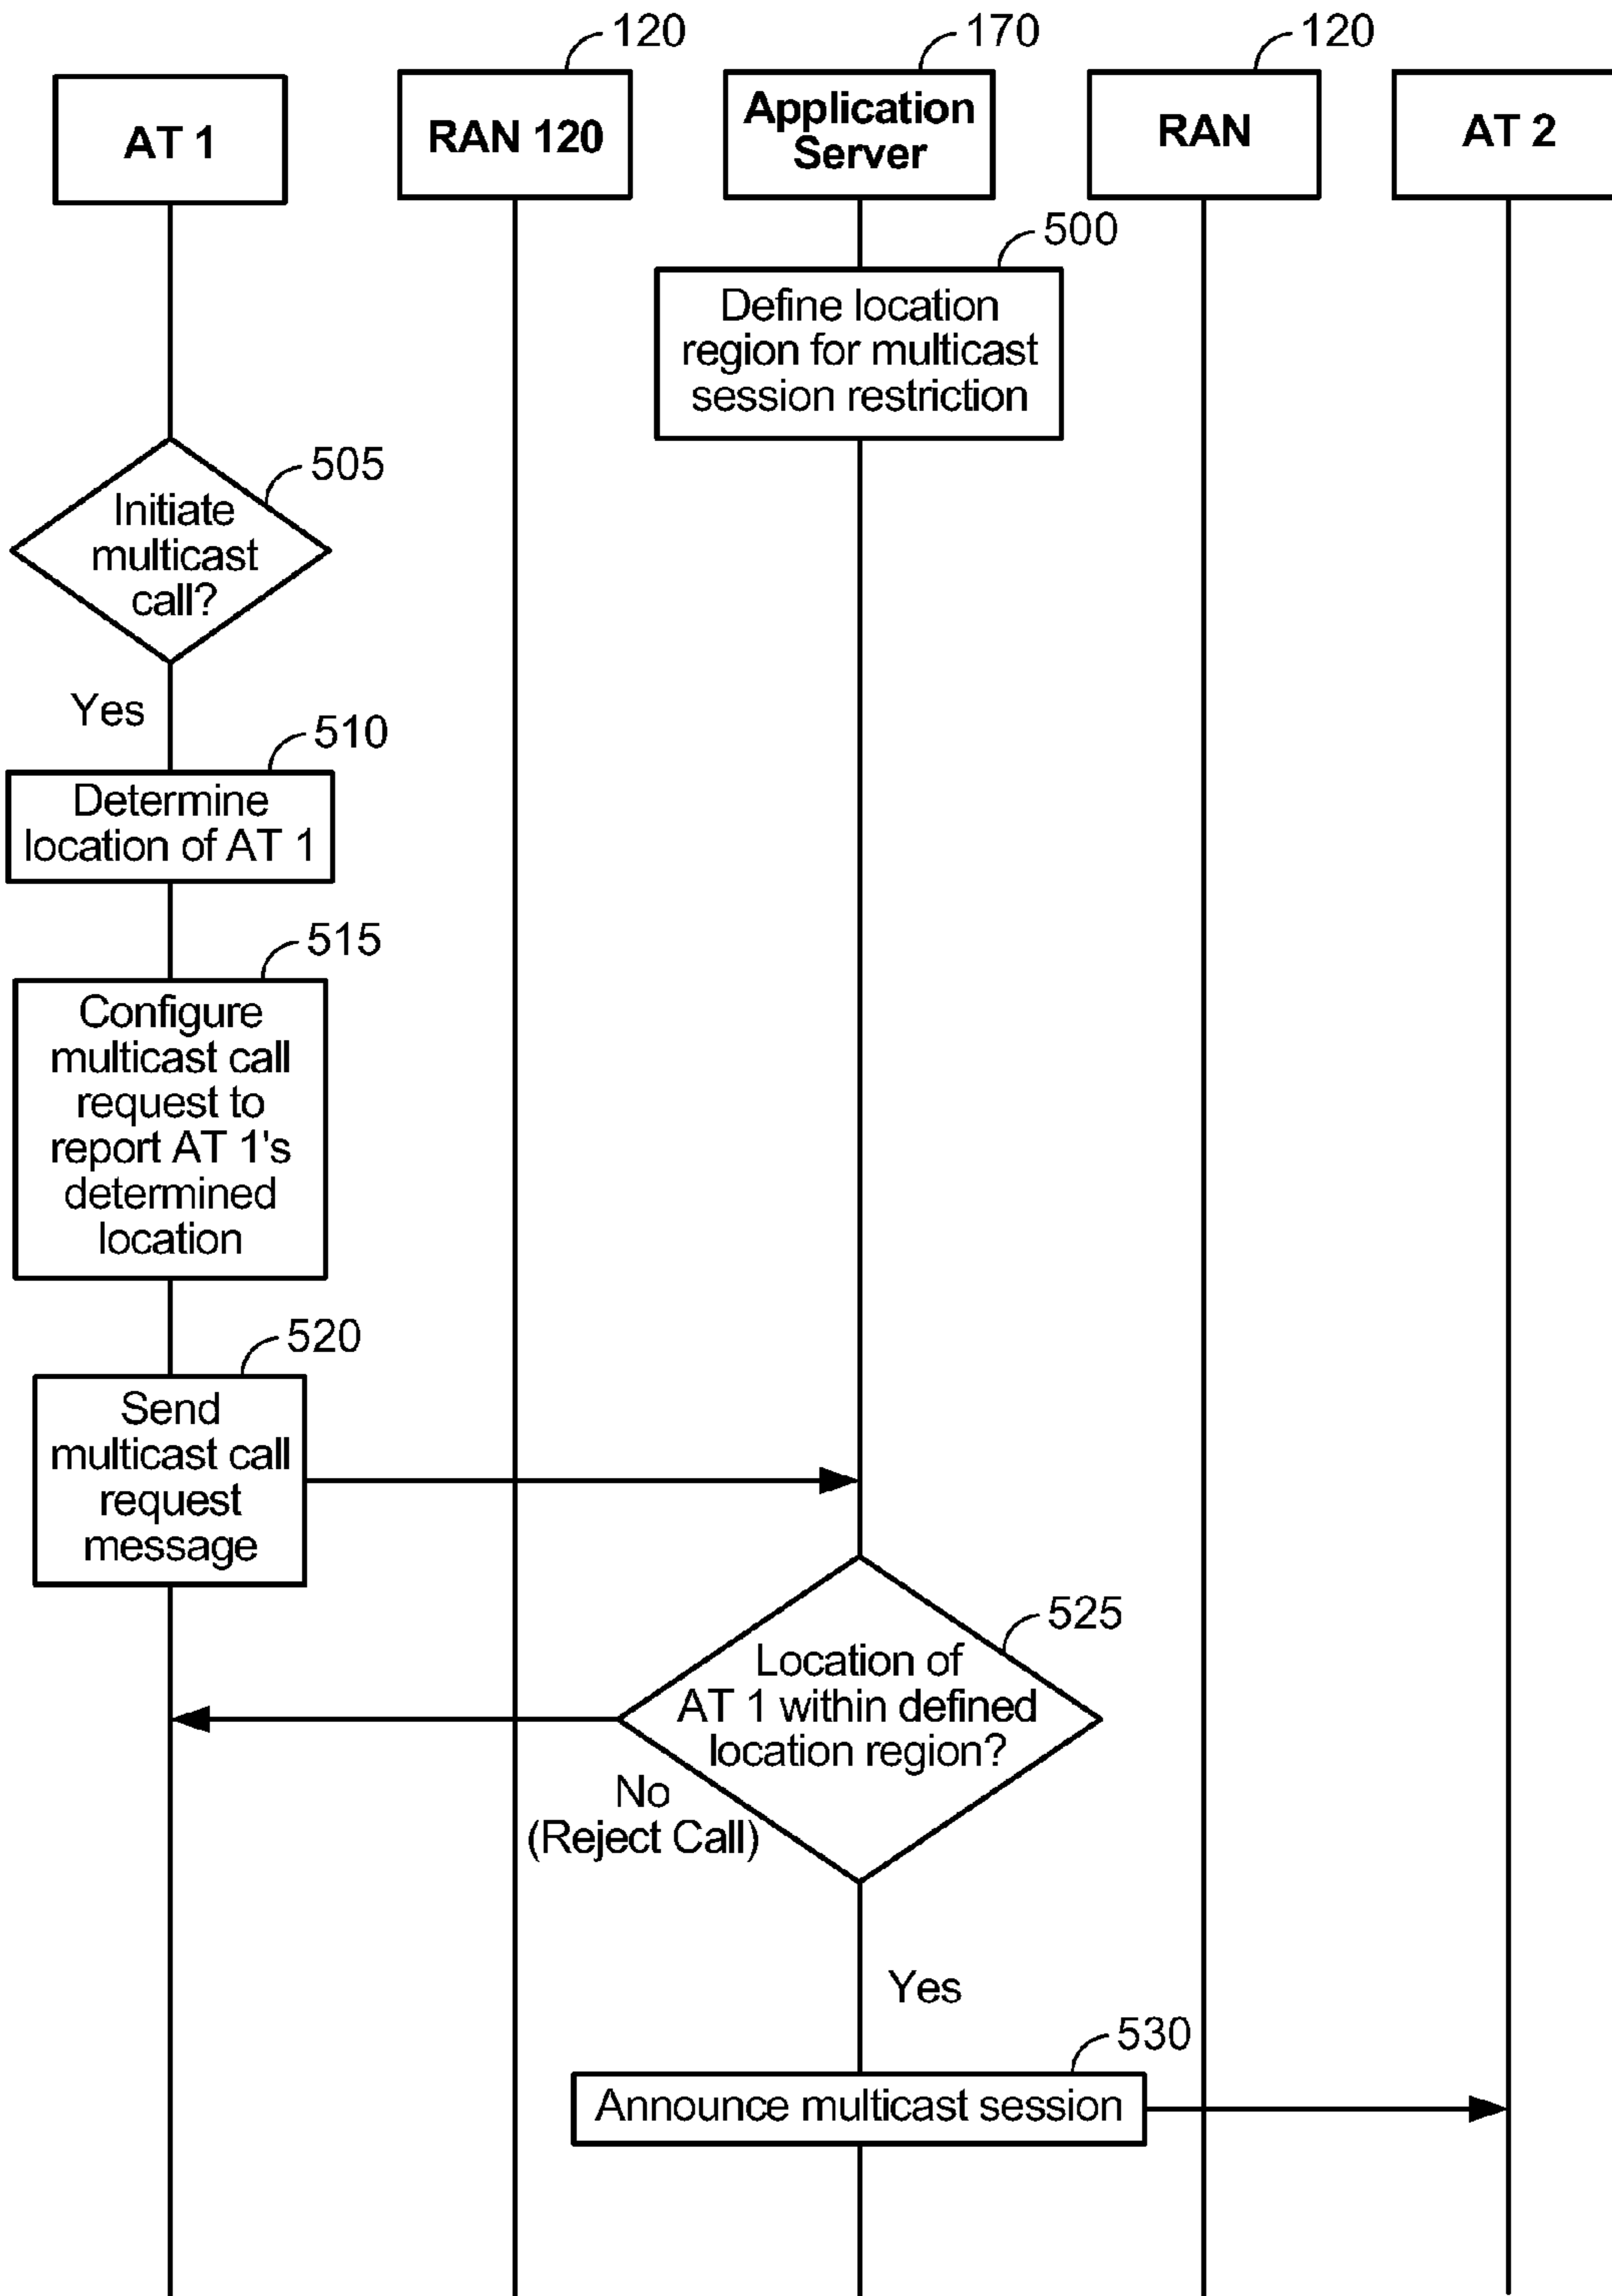 120
170
120
AT 1
RAN 120
Application
Server
RAN
AT 2
500
Define location
region for multicast
session restriction
505
Initiate
multicast
call?
Yes
510
Determine
location of AT 1
515
Configure
multicast call
request to
report AT 1's
determined
location
520
Send
multicast call
request
message
525
Location of
AT 1 within defined
location region?
No
(Reject Call)
Yes
530
Announce multicast session